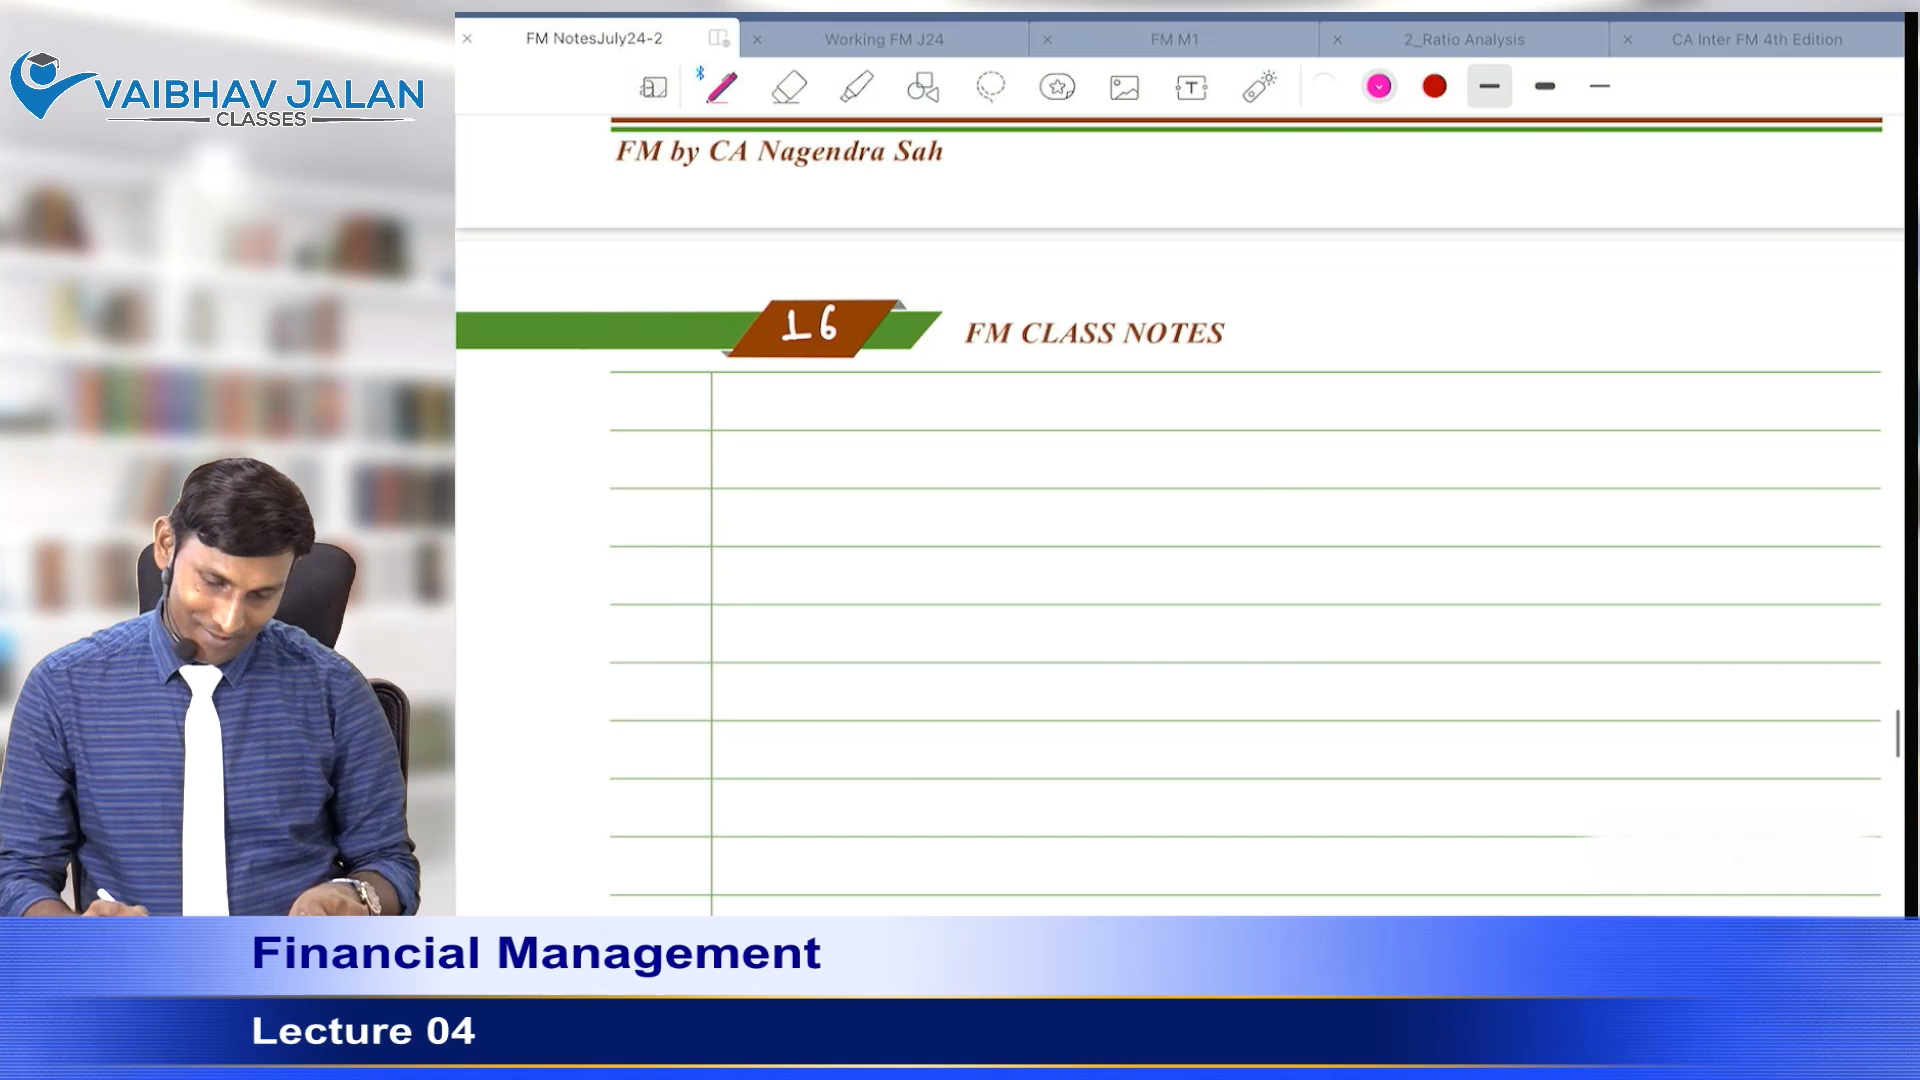 VAIBHAV JALAN
CLASSES
FM NotesJuly24-2
Working FM J24
FM M1
2_Ratio Analysis
CA Inter FM 4th Edition
FM by CA Nagendra Sah
16
FM CLASS NOTES
Financial Management
Lecture 04